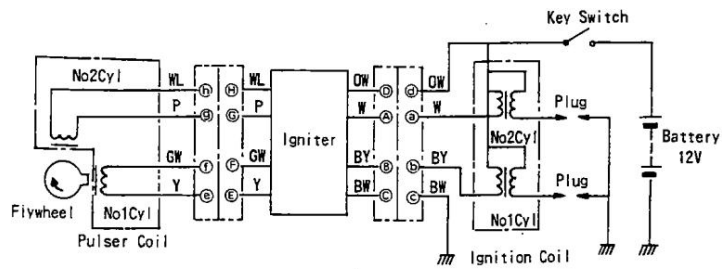 Key Switch
No2Cyl
WL
h
H
WL
OW
D
d
OW
P
g
G
P
W
A
a
W
Plug
Igniter
No2Cyl
Battery
12V
GW
f
F
GW
BY
B
b
BY
Y
e
E
Y
BW
C
c
BW
Plug
Flywheel
No1Cyl
No1Cyl
Pulser Coil
Ignition Coil